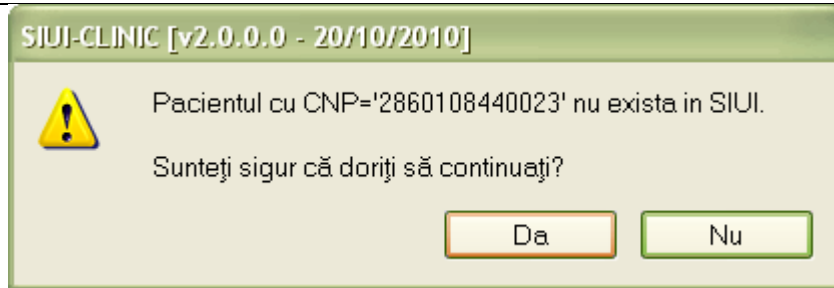 SIUI-CLINIC [v2.0.0.0 - 20/10/2010]
Pacientul cu CNP='2860108440023' nu exista in SIUI.
Sunteţi sigur că doriţi să continuaţi?
Da
Nu